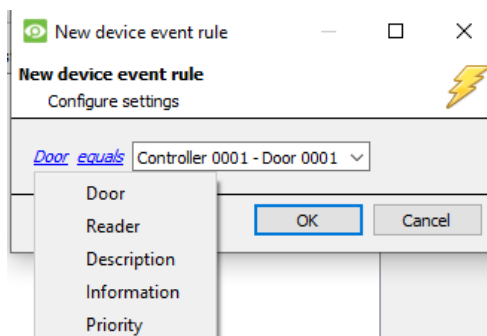 New device event rule
New device event rule
Configure settings
Door equals Controller 0001 - Door 0001
Door
Reader
OK Cancel
Description
Information
Priority